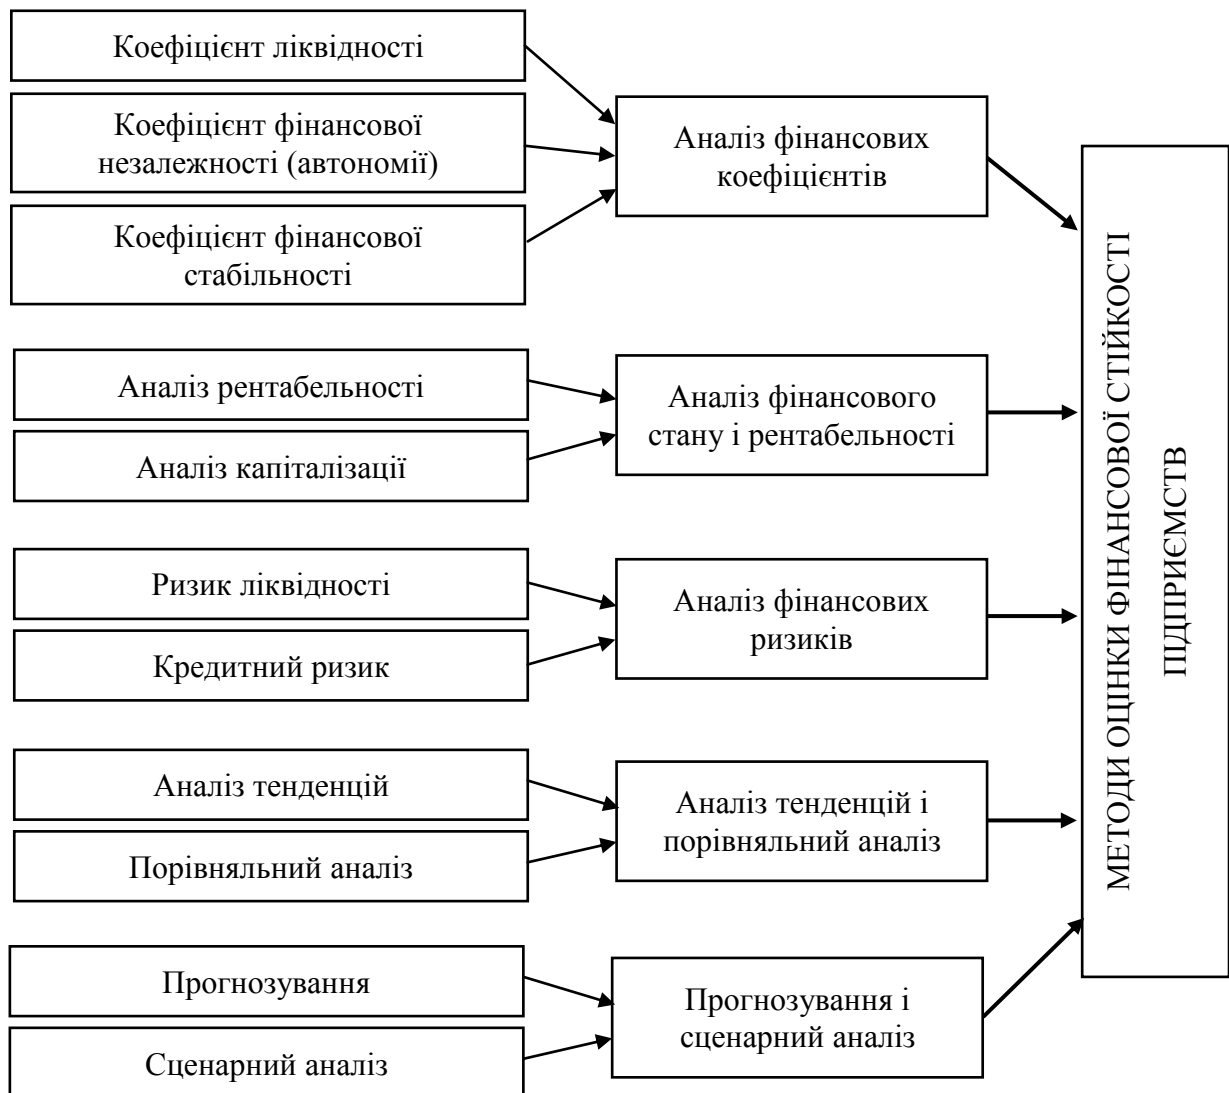 Коефіцієнт ліквідності
Коефіцієнт фінансової
незалежності (автономії)
Коефіцієнт фінансової
стабільності
Аналіз фінансових
коефіцієнтів
Аналіз рентабельності
Аналіз капіталізації
Аналіз фінансового
стану і рентабельності
Ризик ліквідності
Кредитний ризик
Аналіз фінансових
ризиків
Аналіз тенденцій
Порівняльний аналіз
Аналіз тенденцій і
порівняльний аналіз
Прогнозування
Сценарний аналіз
Прогнозування і
сценарний аналіз
МЕТОДИ ОЦІНКИ ФІНАНСОВОЇ СТІЙКОСТІ
ПІДПРИЄМСТВ